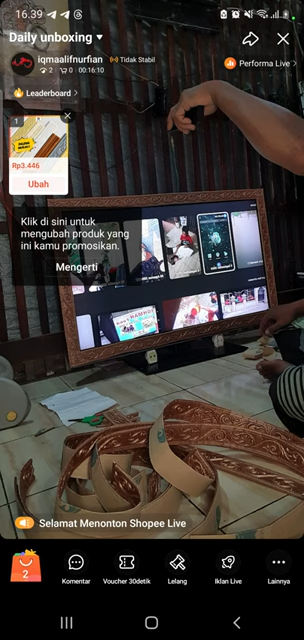 16.39
Daily unboxing
iqmaalifnurfian
Tidak Stabil
2 0 00:16:10
Performa Live >
Leaderboard >
1
Rp3.446
Ubah
Klik di sini untuk
mengubah produk yang
ini kamu promosikan.
Mengerti
Selamat Menonton Shopee Live
2
Komentar
Voucher 30detik
Lelang
Iklan Live
Lainnya